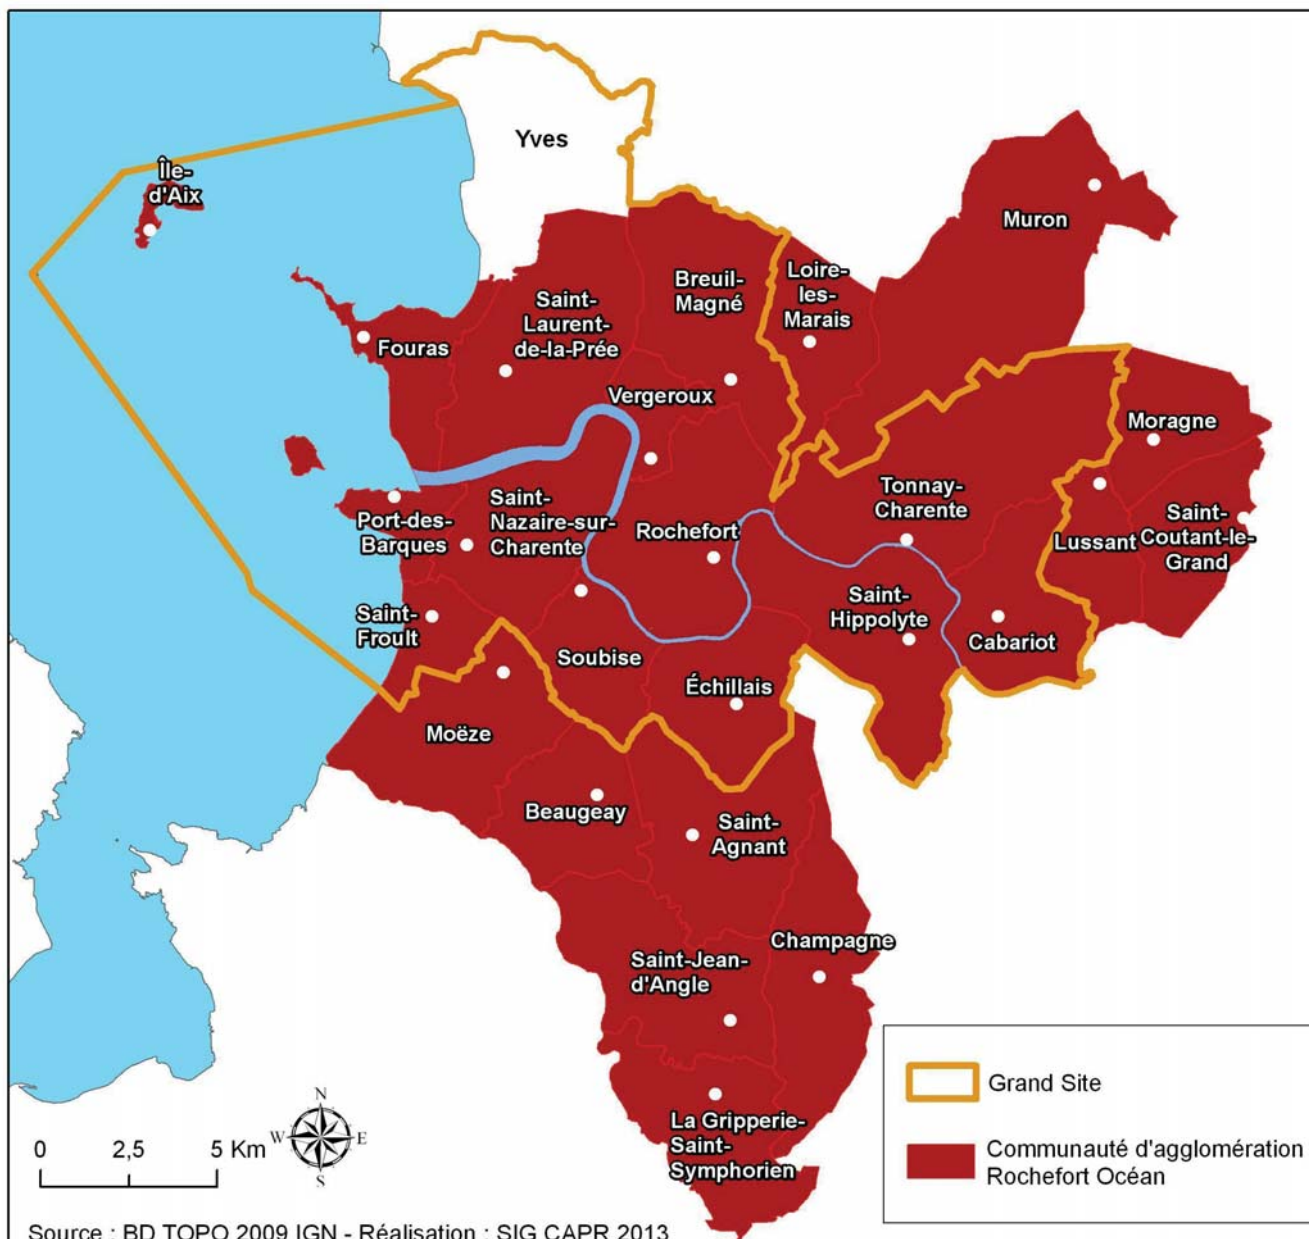 Yves
Île-
d'Aix
Muron
Breuil-
Magné
Loire-
les-
Marais
Saint-
Laurent-
de-la-Prée
Fouras
Vergeroux
Moragne
Tonnay-
Charente
Saint-
Nazaire-sur-
Charente
Port-des-
Barques
Rochefort
Lussant
Saint-
Coutant-le-
Grand
Saint-
Hippolyte
Cabariot
Saint-
Froult
Soubise
Échillais
Moëze
Beaugeay
Saint-
Agnant
Champagne
Saint-Jean-
d'Angle
La Gripperie-
Saint-
Symphorien
Grand Site
Communauté d'agglomération
Rochefort Océan
N
W
E
S
0 2,5 5 Km
Source : BD TOPO 2009 IGN - Réalisation : SIG CAPR 2013